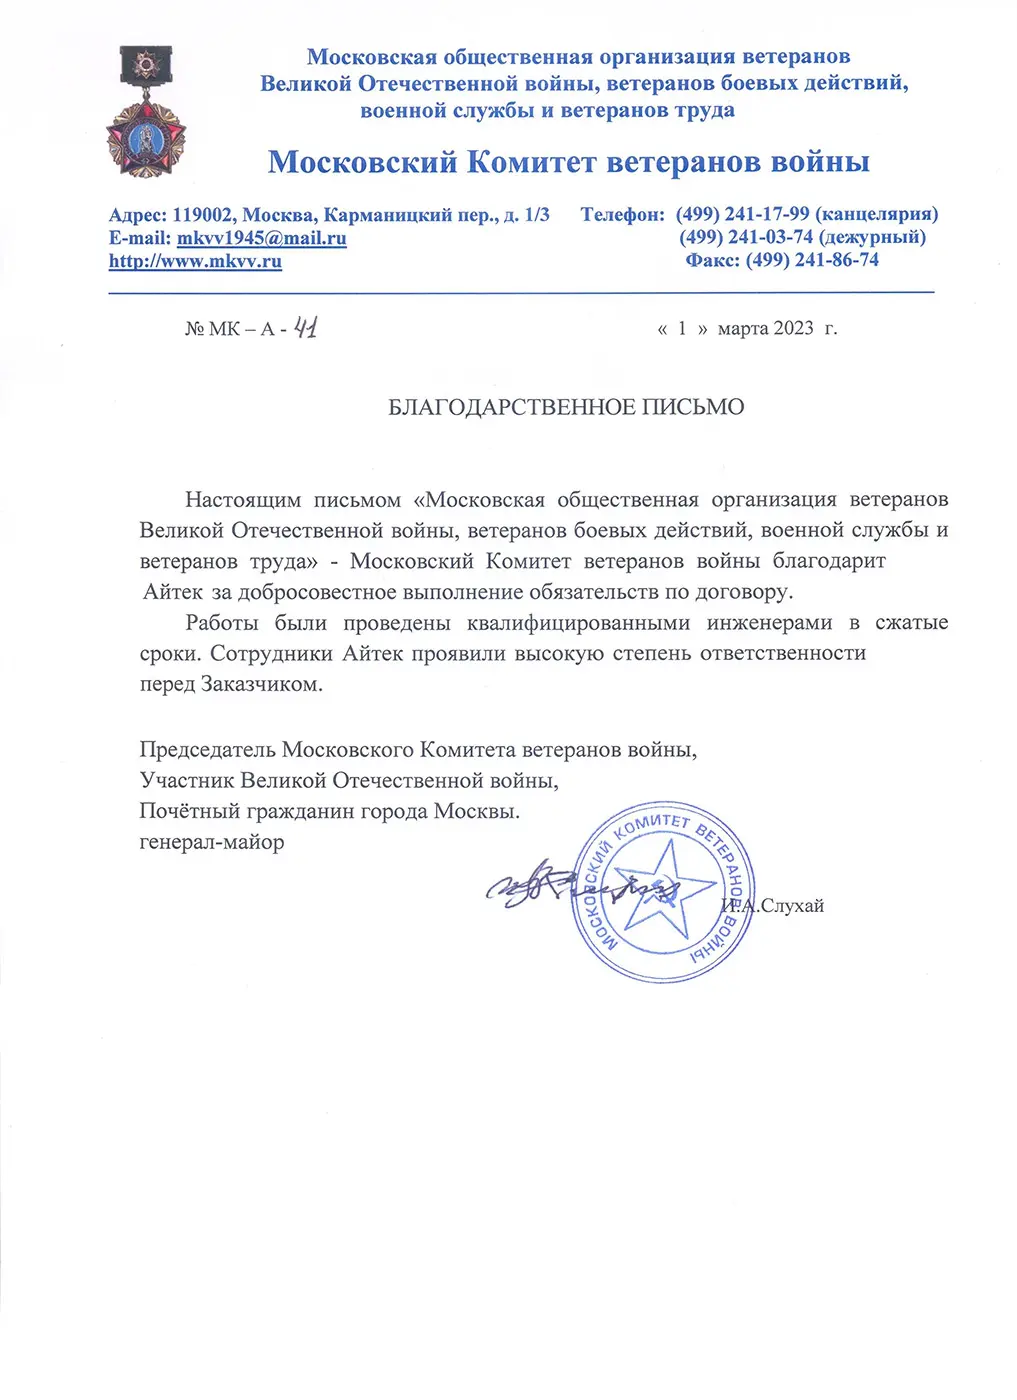 Московская общественная организация ветеранов
Великой Отечественной войны, ветеранов боевых действий,
военной службы и ветеранов труда
Московский Комитет ветеранов войны
Адрес: 119002, Москва, Карманицкий пер., д. 1/3 Телефон: (499) 241-17-99 (канцелярия)
E-mail: mkvv1945@mail.ru (499) 241-03-74 (дежурный)
http://www.mkvv.ru Факс: (499) 241-86-74
№ МК – А - 41 « 1 » марта 2023 г.
БЛАГОДАРСТВЕННОЕ ПИСЬМО
Настоящим письмом «Московская общественная организация ветеранов
Великой Отечественной войны, ветеранов боевых действий, военной службы и
ветеранов труда» - Московский Комитет ветеранов войны благодарит
Айтек за добросовестное выполнение обязательств по договору.
Работы были проведены квалифицированными инженерами в сжатые
сроки. Сотрудники Айтек проявили высокую степень ответственности
перед Заказчиком.
Председатель Московского Комитета ветеранов войны,
Участник Великой Отечественной войны,
Почётный гражданин города Москвы.
генерал-майор
МОСКОВСКИЙ КОМИТЕТ ВЕТЕРАНОВ ВОЙНЫ
И.А.Слухай